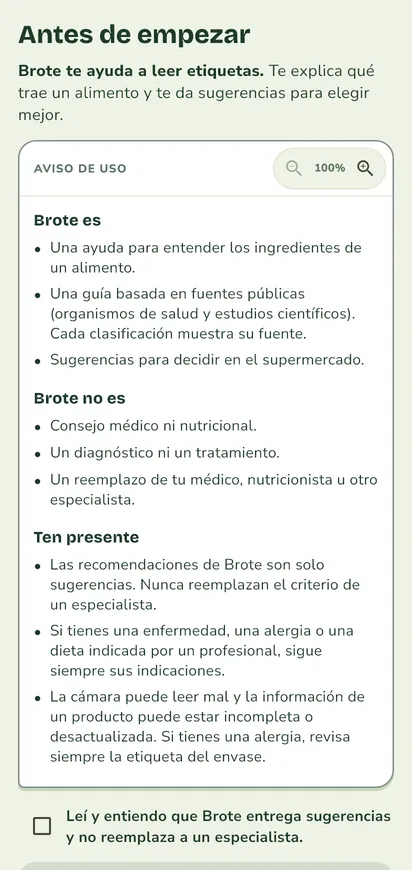 Antes de empezar
Brote te ayuda a leer etiquetas. Te explica qué
trae un alimento y te da sugerencias para elegir
mejor.
AVISO DE USO
100%
Brote es
• Una ayuda para entender los ingredientes de
un alimento.
• Una guía basada en fuentes públicas
(organismos de salud y estudios científicos).
Cada clasificación muestra su fuente.
• Sugerencias para decidir en el supermercado.
Brote no es
• Consejo médico ni nutricional.
• Un diagnóstico ni un tratamiento.
• Un reemplazo de tu médico, nutricionista u otro
especialista.
Ten presente
• Las recomendaciones de Brote son solo
sugerencias. Nunca reemplazan el criterio de
un especialista.
• Si tienes una enfermedad, una alergia o una
dieta indicada por un profesional, sigue
siempre sus indicaciones.
• La cámara puede leer mal y la información de
un producto puede estar incompleta o
desactualizada. Si tienes una alergia, revisa
siempre la etiqueta del envase.
Leí y entiendo que Brote entrega sugerencias
y no reemplaza a un especialista.